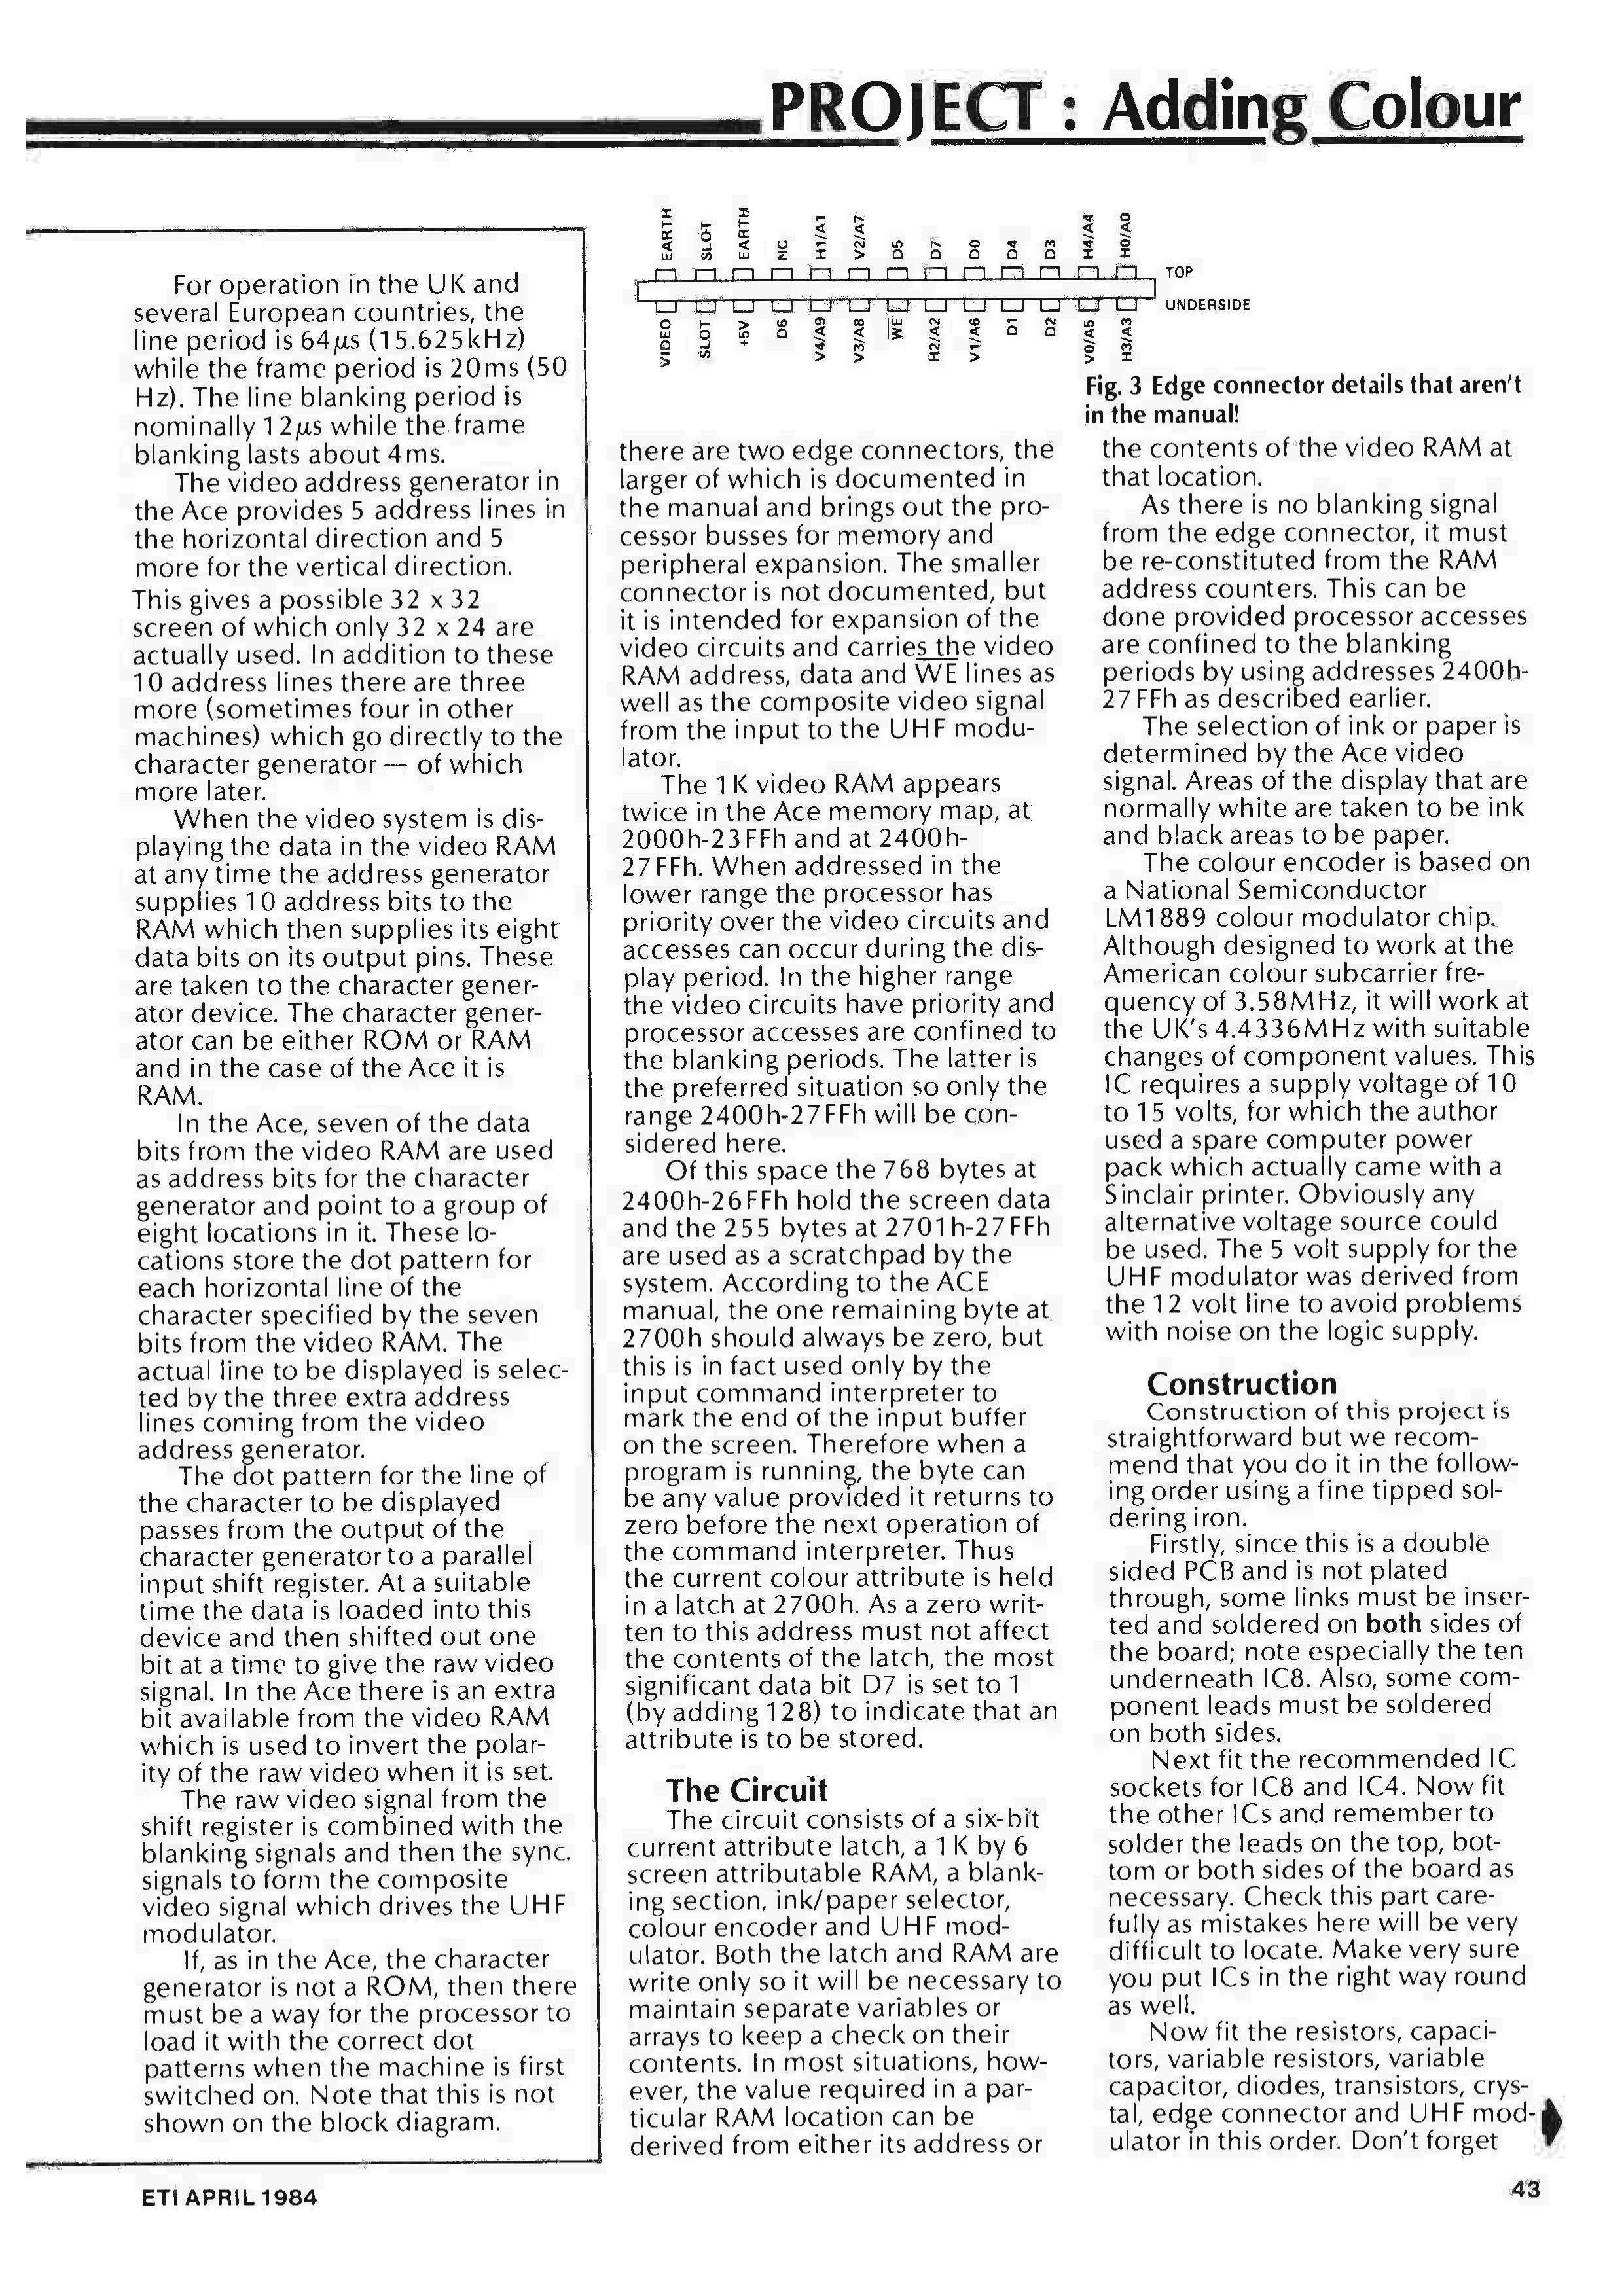 PROJECT : Adding Colour
For operation in the UK and
several European countries, the
line period is 64μs (15.625kHz)
while the frame period is 20ms (50
Hz). The line blanking period is
nominally 12μs while the frame
blanking lasts about 4ms.
The video address generator in
the Ace provides 5 address lines in
the horizontal direction and 5
more for the vertical direction.
This gives a possible 32 x 32
screen of which only 32 x 24 are
actually used. In addition to these
10 address lines there are three
more (sometimes four in other
machines) which go directly to the
character generator — of which
more later.
When the video system is dis-
playing the data in the video RAM
at any time the address generator
supplies 10 address bits to the
RAM which then supplies its eight
data bits on its output pins. These
are taken to the character gener-
ator device. The character gener-
ator can be either ROM or RAM
and in the case of the Ace it is
RAM.
In the Ace, seven of the data
bits from the video RAM are used
as address bits for the character
generator and point to a group of
eight locations in it. These lo-
cations store the dot pattern for
each horizontal line of the
character specified by the seven
bits from the video RAM. The
actual line to be displayed is selec-
ted by the three extra address
lines coming from the video
address generator.
The dot pattern for the line of
the character to be displayed
passes from the output of the
character generator to a parallel
input shift register. At a suitable
time the data is loaded into this
device and then shifted out one
bit at a time to give the raw video
signal. In the Ace there is an extra
bit available from the video RAM
which is used to invert the polar-
ity of the raw video when it is set.
The raw video signal from the
shift register is combined with the
blanking signals and then the sync.
signals to form the composite
video signal which drives the UHF
modulator.
If, as in the Ace, the character
generator is not a ROM, then there
must be a way for the processor to
load it with the correct dot
patterns when the machine is first
switched on. Note that this is not
shown on the block diagram.
EARTH SLOT EARTH NC H1/A1 V2/A7 D5 D7 D0 D4 D3 H4/A4 H0/A0
TOP
UNDERSIDE
VIDEO SLOT +5V D6 V4/A9 V3/A8 WE H2/A2 V1/A6 D1 D2 V0/A5 H3/A3
Fig. 3 Edge connector details that aren't
in the manual!
there are two edge connectors, the
larger of which is documented in
the manual and brings out the pro-
cessor busses for memory and
peripheral expansion. The smaller
connector is not documented, but
it is intended for expansion of the
video circuits and carries the video
RAM address, data and WE lines as
well as the composite video signal
from the input to the UHF modu-
lator.
The 1K video RAM appears
twice in the Ace memory map, at
2000h-23FFh and at 2400h-
27FFh. When addressed in the
lower range the processor has
priority over the video circuits and
accesses can occur during the dis-
play period. In the higher range
the video circuits have priority and
processor accesses are confined to
the blanking periods. The latter is
the preferred situation so only the
range 2400h-27FFh will be con-
sidered here.
Of this space the 768 bytes at
2400h-26FFh hold the screen data
and the 255 bytes at 2701h-27FFh
are used as a scratchpad by the
system. According to the ACE
manual, the one remaining byte at
2700h should always be zero, but
this is in fact used only by the
input command interpreter to
mark the end of the input buffer
on the screen. Therefore when a
program is running, the byte can
be any value provided it returns to
zero before the next operation of
the command interpreter. Thus
the current colour attribute is held
in a latch at 2700h. As a zero writ-
ten to this address must not affect
the contents of the latch, the most
significant data bit D7 is set to 1
(by adding 128) to indicate that an
attribute is to be stored.
The Circuit
The circuit consists of a six-bit
current attribute latch, a 1K by 6
screen attributable RAM, a blank-
ing section, ink/paper selector,
colour encoder and UHF mod-
ulator. Both the latch and RAM are
write only so it will be necessary to
maintain separate variables or
arrays to keep a check on their
contents. In most situations, how-
ever, the value required in a par-
ticular RAM location can be
derived from either its address or
the contents of the video RAM at
that location.
As there is no blanking signal
from the edge connector, it must
be re-constituted from the RAM
address counters. This can be
done provided processor accesses
are confined to the blanking
periods by using addresses 2400h-
27FFh as described earlier.
The selection of ink or paper is
determined by the Ace video
signal. Areas of the display that are
normally white are taken to be ink
and black areas to be paper.
The colour encoder is based on
a National Semiconductor
LM1889 colour modulator chip.
Although designed to work at the
American colour subcarrier fre-
quency of 3.58MHz, it will work at
the UK's 4.4336MHz with suitable
changes of component values. This
IC requires a supply voltage of 10
to 15 volts, for which the author
used a spare computer power
pack which actually came with a
Sinclair printer. Obviously any
alternative voltage source could
be used. The 5 volt supply for the
UHF modulator was derived from
the 12 volt line to avoid problems
with noise on the logic supply.
Construction
Construction of this project is
straightforward but we recom-
mend that you do it in the follow-
ing order using a fine tipped sol-
dering iron.
Firstly, since this is a double
sided PCB and is not plated
through, some links must be inser-
ted and soldered on both sides of
the board; note especially the ten
underneath IC8. Also, some com-
ponent leads must be soldered
on both sides.
Next fit the recommended IC
sockets for IC8 and IC4. Now fit
the other ICs and remember to
solder the leads on the top, bot-
tom or both sides of the board as
necessary. Check this part care-
fully as mistakes here will be very
difficult to locate. Make very sure
you put ICs in the right way round
as well.
Now fit the resistors, capaci-
tors, variable resistors, variable
capacitor, diodes, transistors, crys-
tal, edge connector and UHF mod-
ulator in this order. Don't forget
ETI APRIL 1984
43